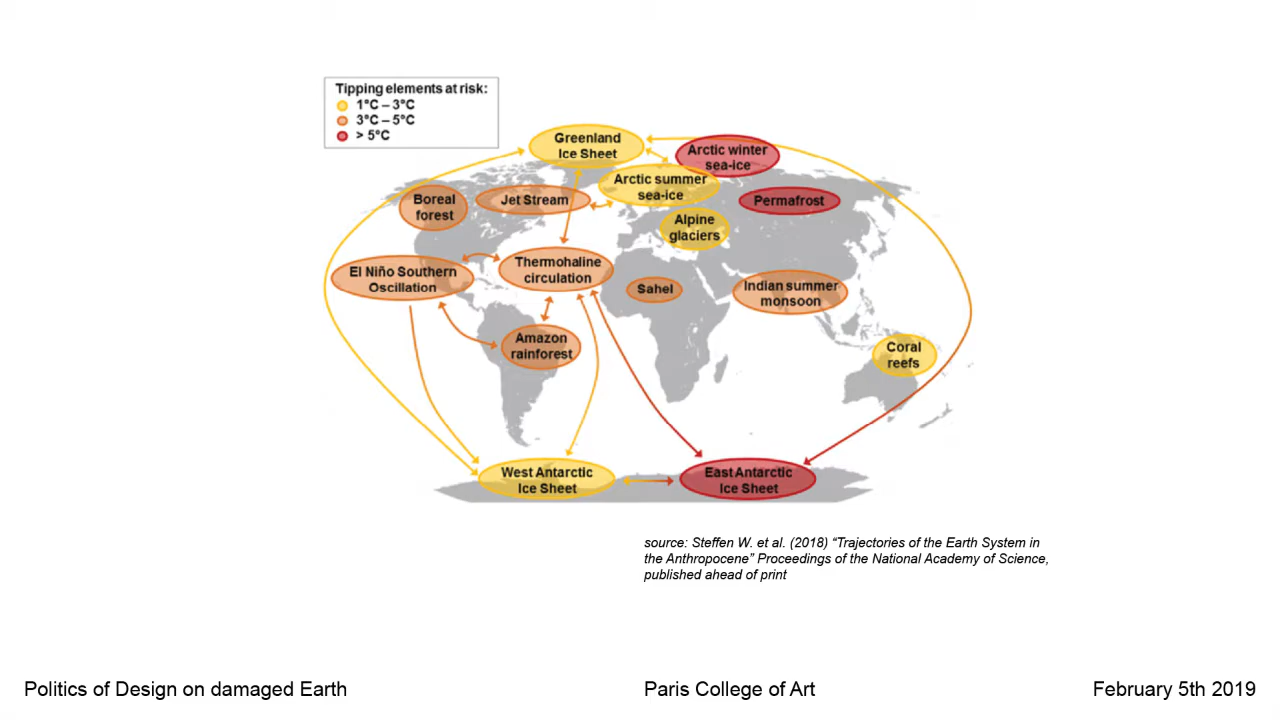 Tipping elements at risk:
1°C – 3°C
3°C – 5°C
> 5°C
Greenland
Ice Sheet
Arctic winter
sea-ice
Arctic summer
sea-ice
Boreal
forest
Jet Stream
Permafrost
Alpine
glaciers
El Niño Southern
Oscillation
Thermohaline
circulation
Sahel
Indian summer
monsoon
Amazon
rainforest
Coral
reefs
West Antarctic
Ice Sheet
East Antarctic
Ice Sheet
source: Steffen W. et al. (2018) “Trajectories of the Earth System in
the Anthropocene” Proceedings of the National Academy of Science,
published ahead of print
Politics of Design on damaged Earth
Paris College of Art
February 5th 2019